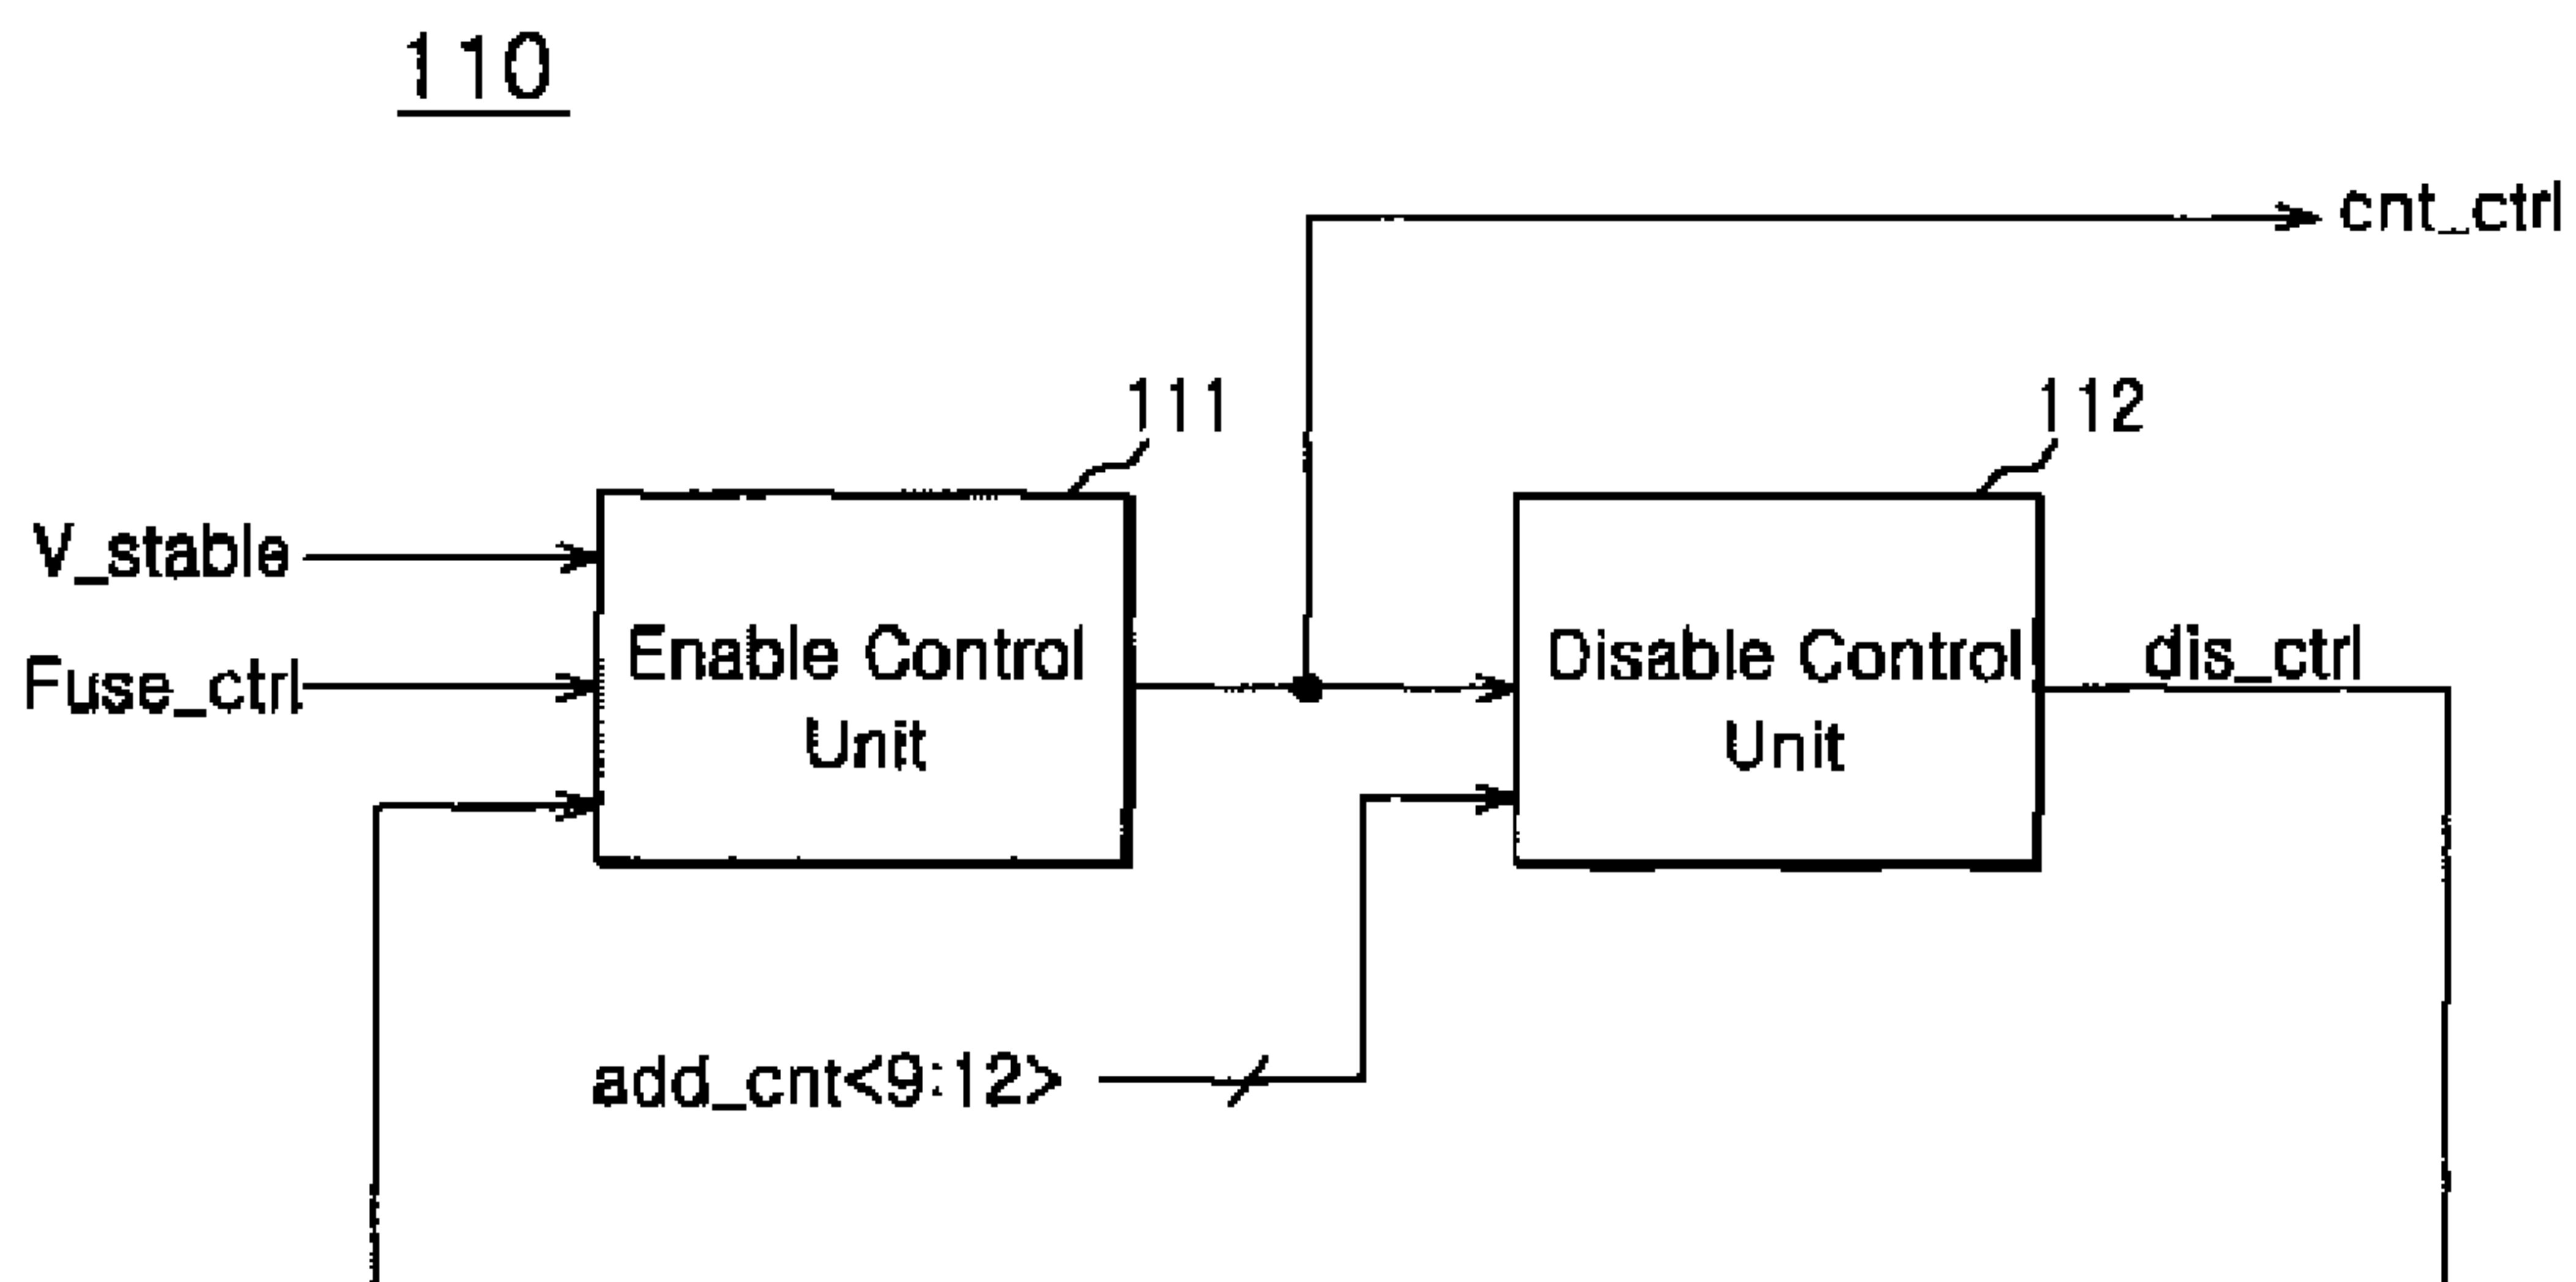 110
cnt_ctrl
111
112
V_stable
Fuse_ctrl
Enable Control
Unit
Disable Control
Unit
dis_ctrl
add_cnt<9:12>